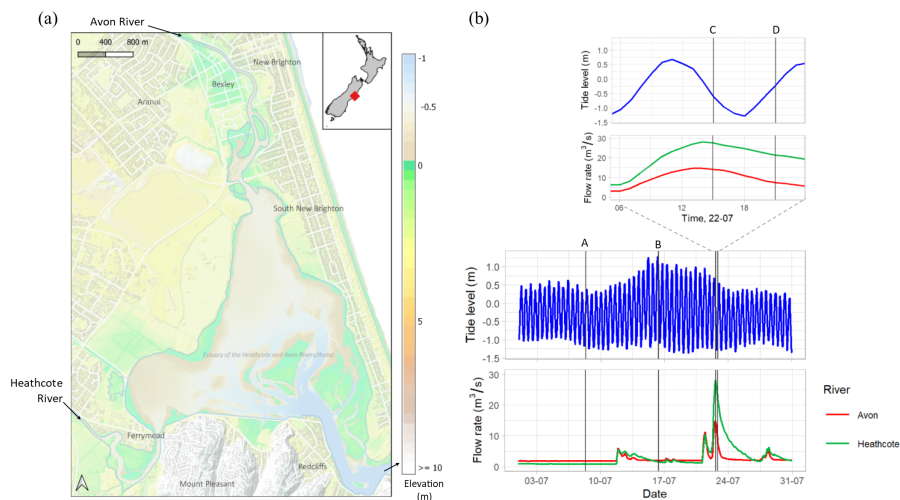 (a)
Avon River
0 400 800 m
New Brighton
Bexley
Aranoi
South New Brighton
Estuary of the Heathcote and Avon Rivers/Ihutai
Heathcote
River
Ferrymead
Mount Pleasant
Redcliffs
-1
-0.5
0
5
>= 10
Elevation
(m)
(b)
C D
Tide level (m)
1.0
0.5
0.0
-0.5
-1.0
-1.5
Flow rate (m³/s)
30
20
10
0
06 12 18
Time, 22-07
A B
Tide level (m)
1.0
0.5
0.0
-0.5
-1.0
-1.5
Flow rate (m³/s)
30
20
10
0
03-07 10-07 17-07 24-07 31-07
Date
River
Avon
Heathcote